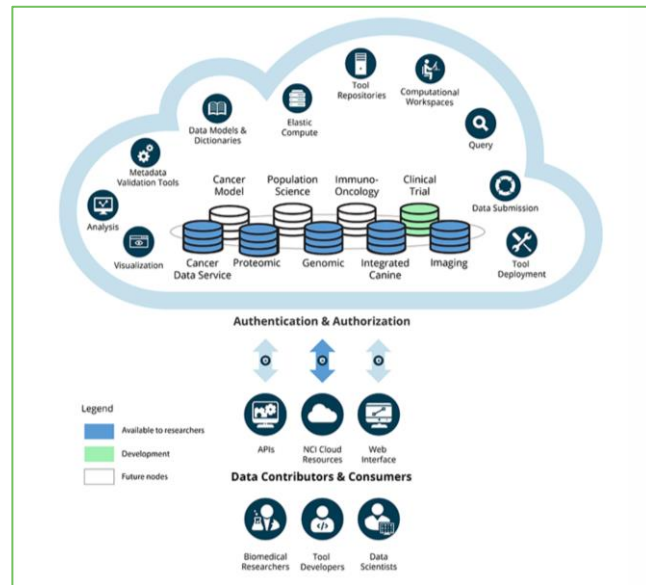 Tool
Repositories
Computational
Workspaces
Elastic
Compute
Query
Data Models &
Dictionaries
Metadata
Validation Tools
Data Submission
Analysis
Tool
Deployment
Visualization
Cancer
Model
Population
Science
Immuno-
Oncology
Clinical
Trial
Cancer
Data Service
Proteomic
Genomic
Integrated
Canine
Imaging
Authentication & Authorization
Legend
Available to researchers
Development
Future nodes
APIs
NCI Cloud
Resources
Web
Interface
Data Contributors & Consumers
Biomedical
Researchers
Tool
Developers
Data
Scientists